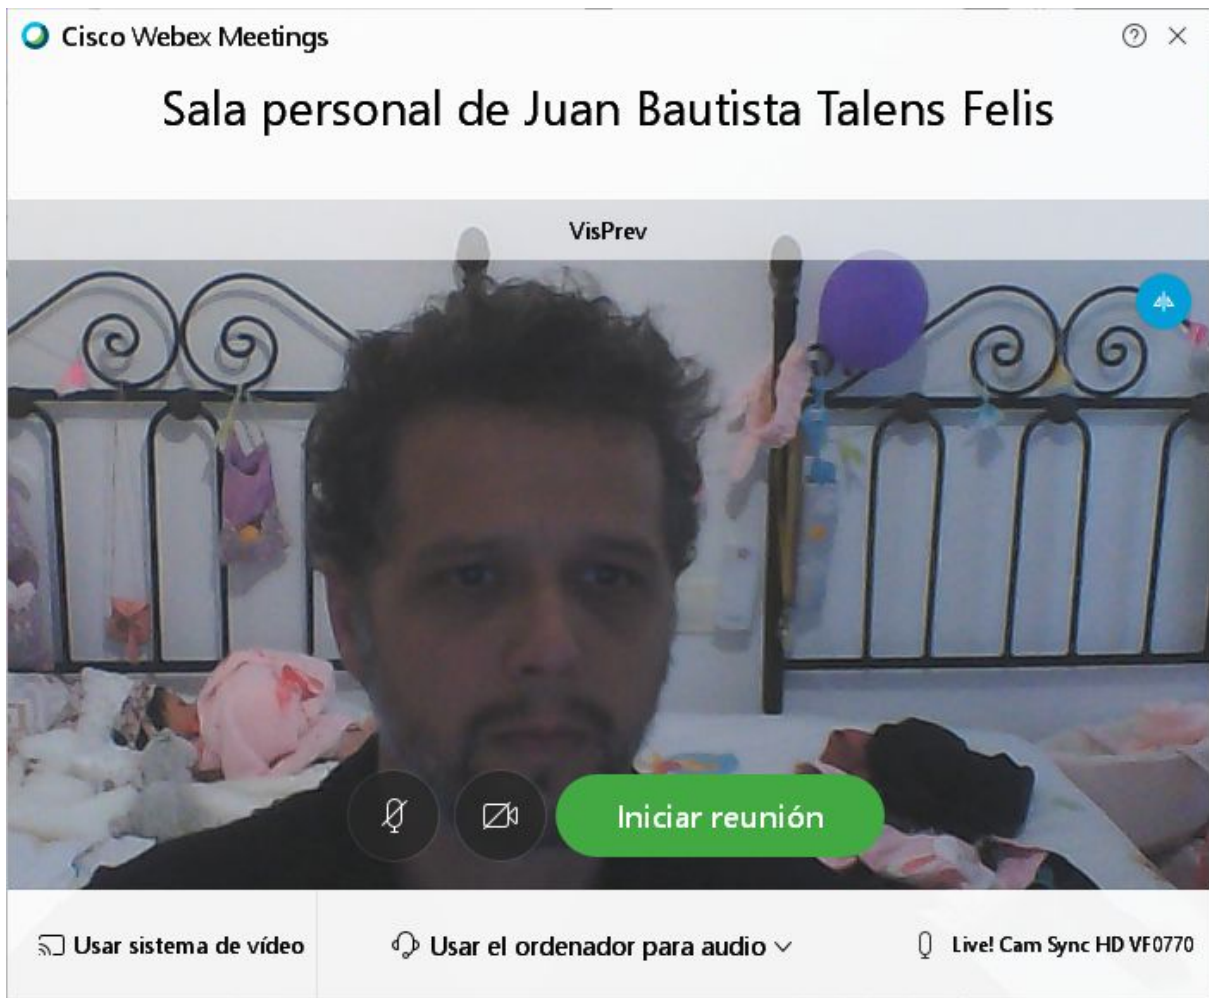 Cisco Webex Meetings
Sala personal de Juan Bautista Talens Felis
VisPrev
Iniciar reunión
Usar sistema de vídeo
Usar el ordenador para audio
Live! Cam Sync HD VF0770